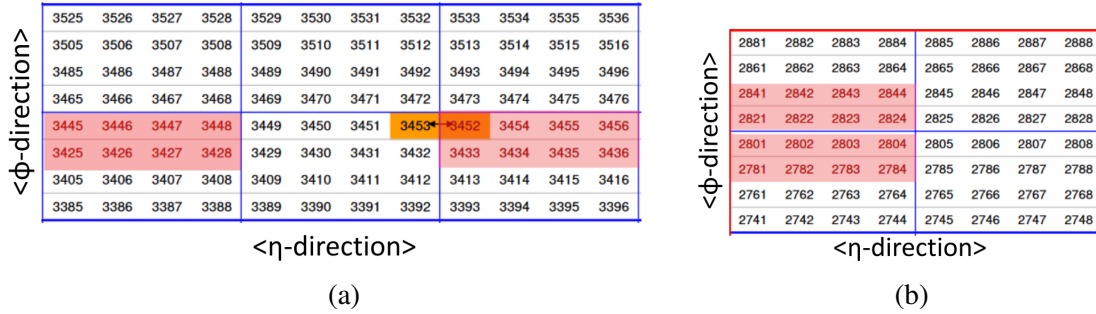 3525 3526 3527 3528 3529 3530 3531 3532 3533 3534 3535 3536
3505 3506 3507 3508 3509 3510 3511 3512 3513 3514 3515 3516
3485 3486 3487 3488 3489 3490 3491 3492 3493 3494 3495 3496
3465 3466 3467 3468 3469 3470 3471 3472 3473 3474 3475 3476
3445 3446 3447 3448 3449 3450 3451 3453 3452 3454 3455 3456
3425 3426 3427 3428 3429 3430 3431 3432 3433 3434 3435 3436
3405 3406 3407 3408 3409 3410 3411 3412 3413 3414 3415 3416
3385 3386 3387 3388 3389 3390 3391 3392 3393 3394 3395 3396
<ϕ-direction>
<η-direction>
(a)
2881 2882 2883 2884 2885 2886 2887 2888
2861 2862 2863 2864 2865 2866 2867 2868
2841 2842 2843 2844 2845 2846 2847 2848
2821 2822 2823 2824 2825 2826 2827 2828
2801 2802 2803 2804 2805 2806 2807 2808
2781 2782 2783 2784 2785 2786 2787 2788
2761 2762 2763 2764 2765 2766 2767 2768
2741 2742 2743 2744 2745 2746 2747 2748
<ϕ-direction>
<η-direction>
(b)